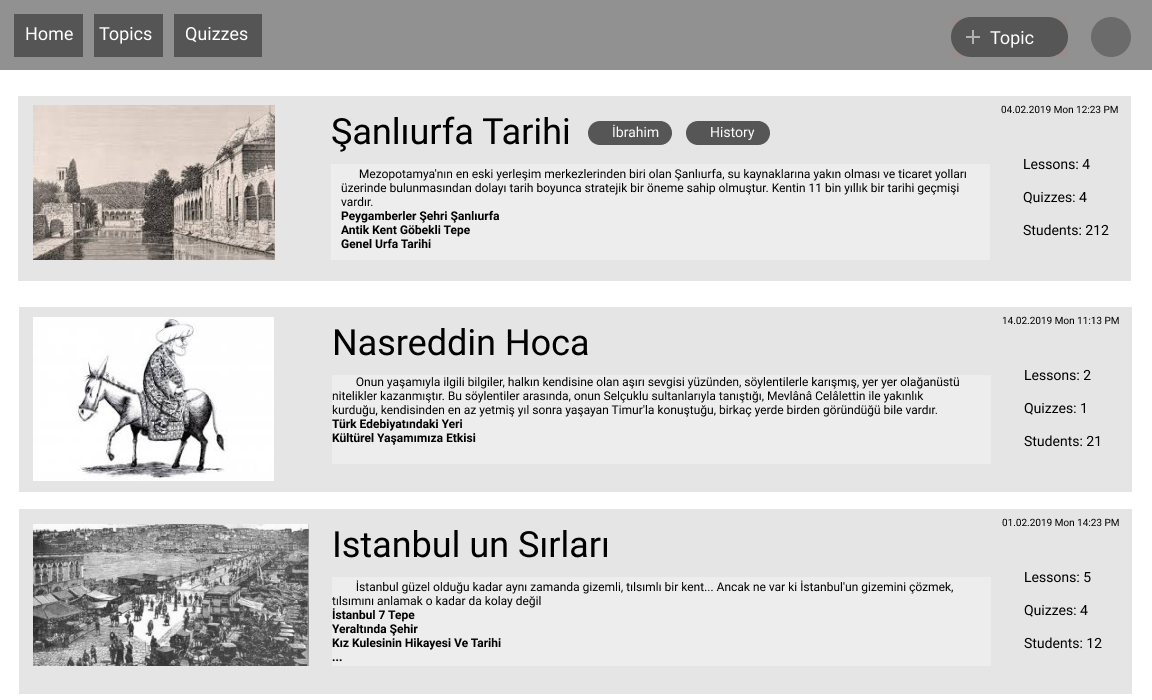 Home Topics Quizzes + Topic
04.02.2019 Mon 12:23 PM
Şanlıurfa Tarihi İbrahim History
Mezopotamya'nın en eski yerleşim merkezlerinden biri olan Şanlıurfa, su kaynaklarına yakın olması ve ticaret yolları
üzerinde bulunmasından dolayı tarih boyunca stratejik bir öneme sahip olmuştur. Kentin 11 bin yıllık bir tarihi geçmişi
vardır.
Peygamberler Şehri Şanlıurfa
Antik Kent Göbekli Tepe
Genel Urfa Tarihi
Lessons: 4
Quizzes: 4
Students: 212
14.02.2019 Mon 11:13 PM
Nasreddin Hoca
Onun yaşamıyla ilgili bilgiler, halkın kendisine olan aşırı sevgisi yüzünden, söylentilerle karışmış, yer yer olağanüstü
nitelikler kazanmıştır. Bu söylentiler arasında, onun Selçuklu sultanlarıyla tanıştığı, Mevlânâ Celâlettin ile yakınlık
kurduğu, kendisinden en az yetmiş yıl sonra yaşayan Timur'la konuştuğu, birkaç yerde birden göründüğü bile vardır.
Türk Edebiyatındaki Yeri
Kültürel Yaşamımıza Etkisi
Lessons: 2
Quizzes: 1
Students: 21
01.02.2019 Mon 14:23 PM
Istanbul un Sırları
İstanbul güzel olduğu kadar aynı zamanda gizemli, tılsımlı bir kent... Ancak ne var ki İstanbul'un gizemini çözmek,
tılsımını anlamak o kadar da kolay değil
İstanbul 7 Tepe
Yeraltında Şehir
Kız Kulesinin Hikayesi Ve Tarihi
...
Lessons: 5
Quizzes: 4
Students: 12